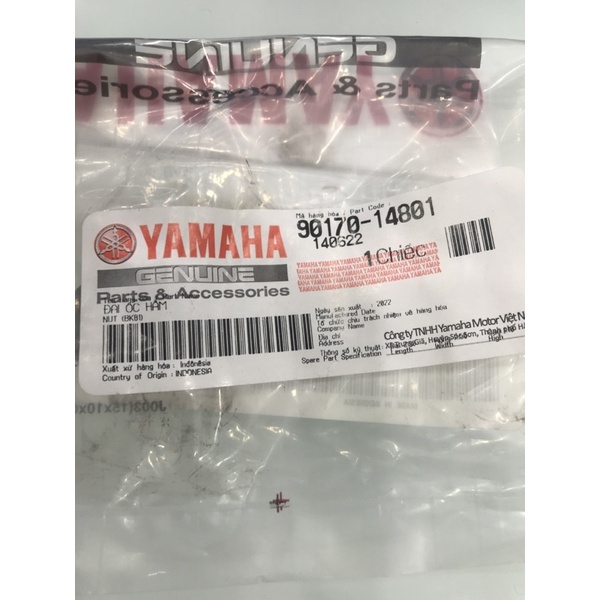 GENUINE
Parts & Accessories
YAMAHA
GENUINE
Parts & Accessories
Mã hàng hóa : Part Code
90170-14801
140622
1 Chiếc
ĐAI ỐC HÃM
NUT (BKB1)
Xuất xứ hàng hóa : Indonesia
Country of Origin : INDONESIA
Ngày sản xuất : 2022
Manufactured Date
Tổ chức chịu trách nhiệm về hàng hóa
Company Name
Công ty TNHH Yamaha Motor Việt N
Địa chỉ
Address
Thông số kỹ thuật:
Spare Part Specification
Length Width High